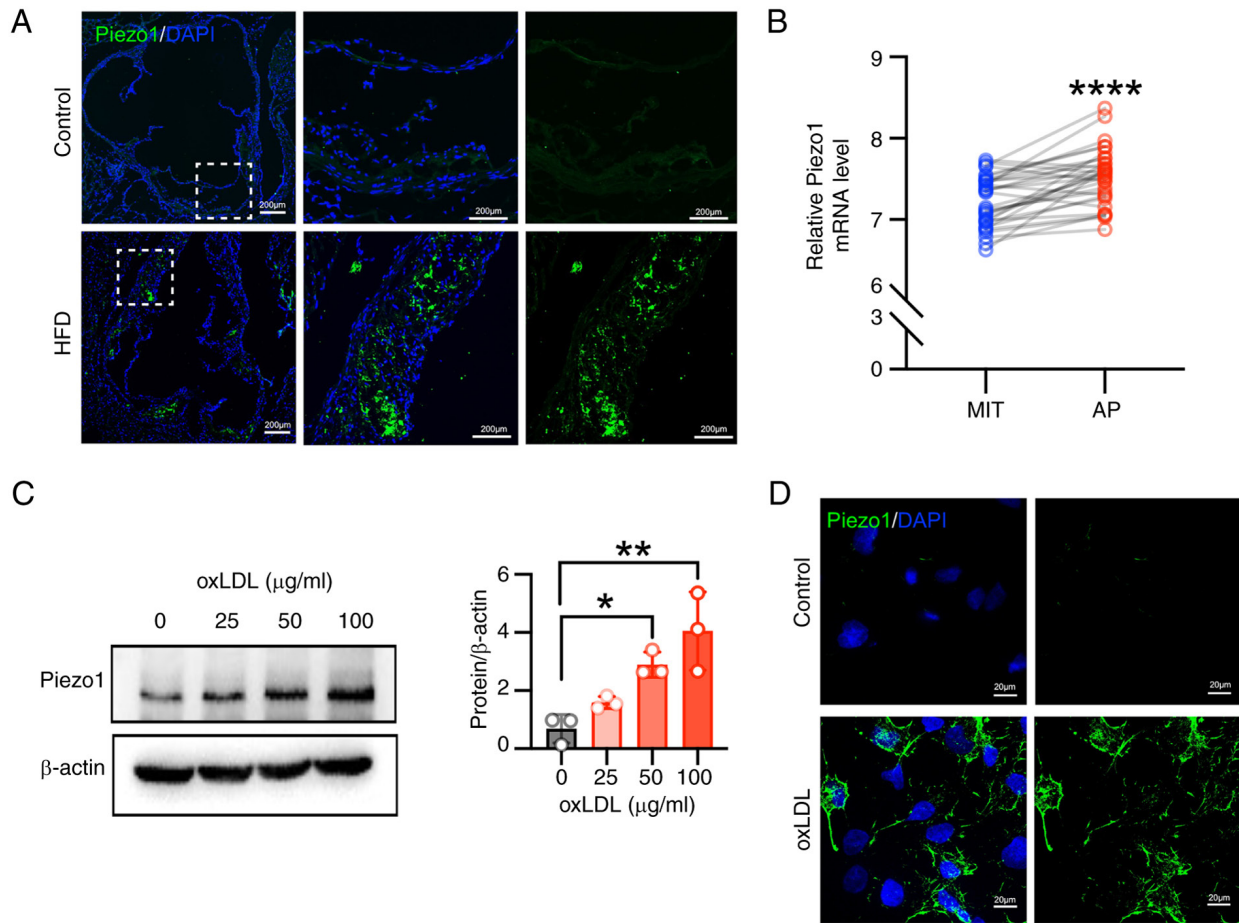 A
Piezo1/DAPI
Control
200μm
200μm
200μm
HFD
200μm
200μm
200μm
B
****
Relative Piezo1
mRNA level
9
8
7
6
3
0
MIT
AP
C
oxLDL (μg/ml)
0 25 50 100
Piezo1
β-actin
**
*
Protein/β-actin
6
4
2
0
0 25 50 100
oxLDL (μg/ml)
D
Piezo1/DAPI
Control
20μm
20μm
oxLDL
20μm
20μm